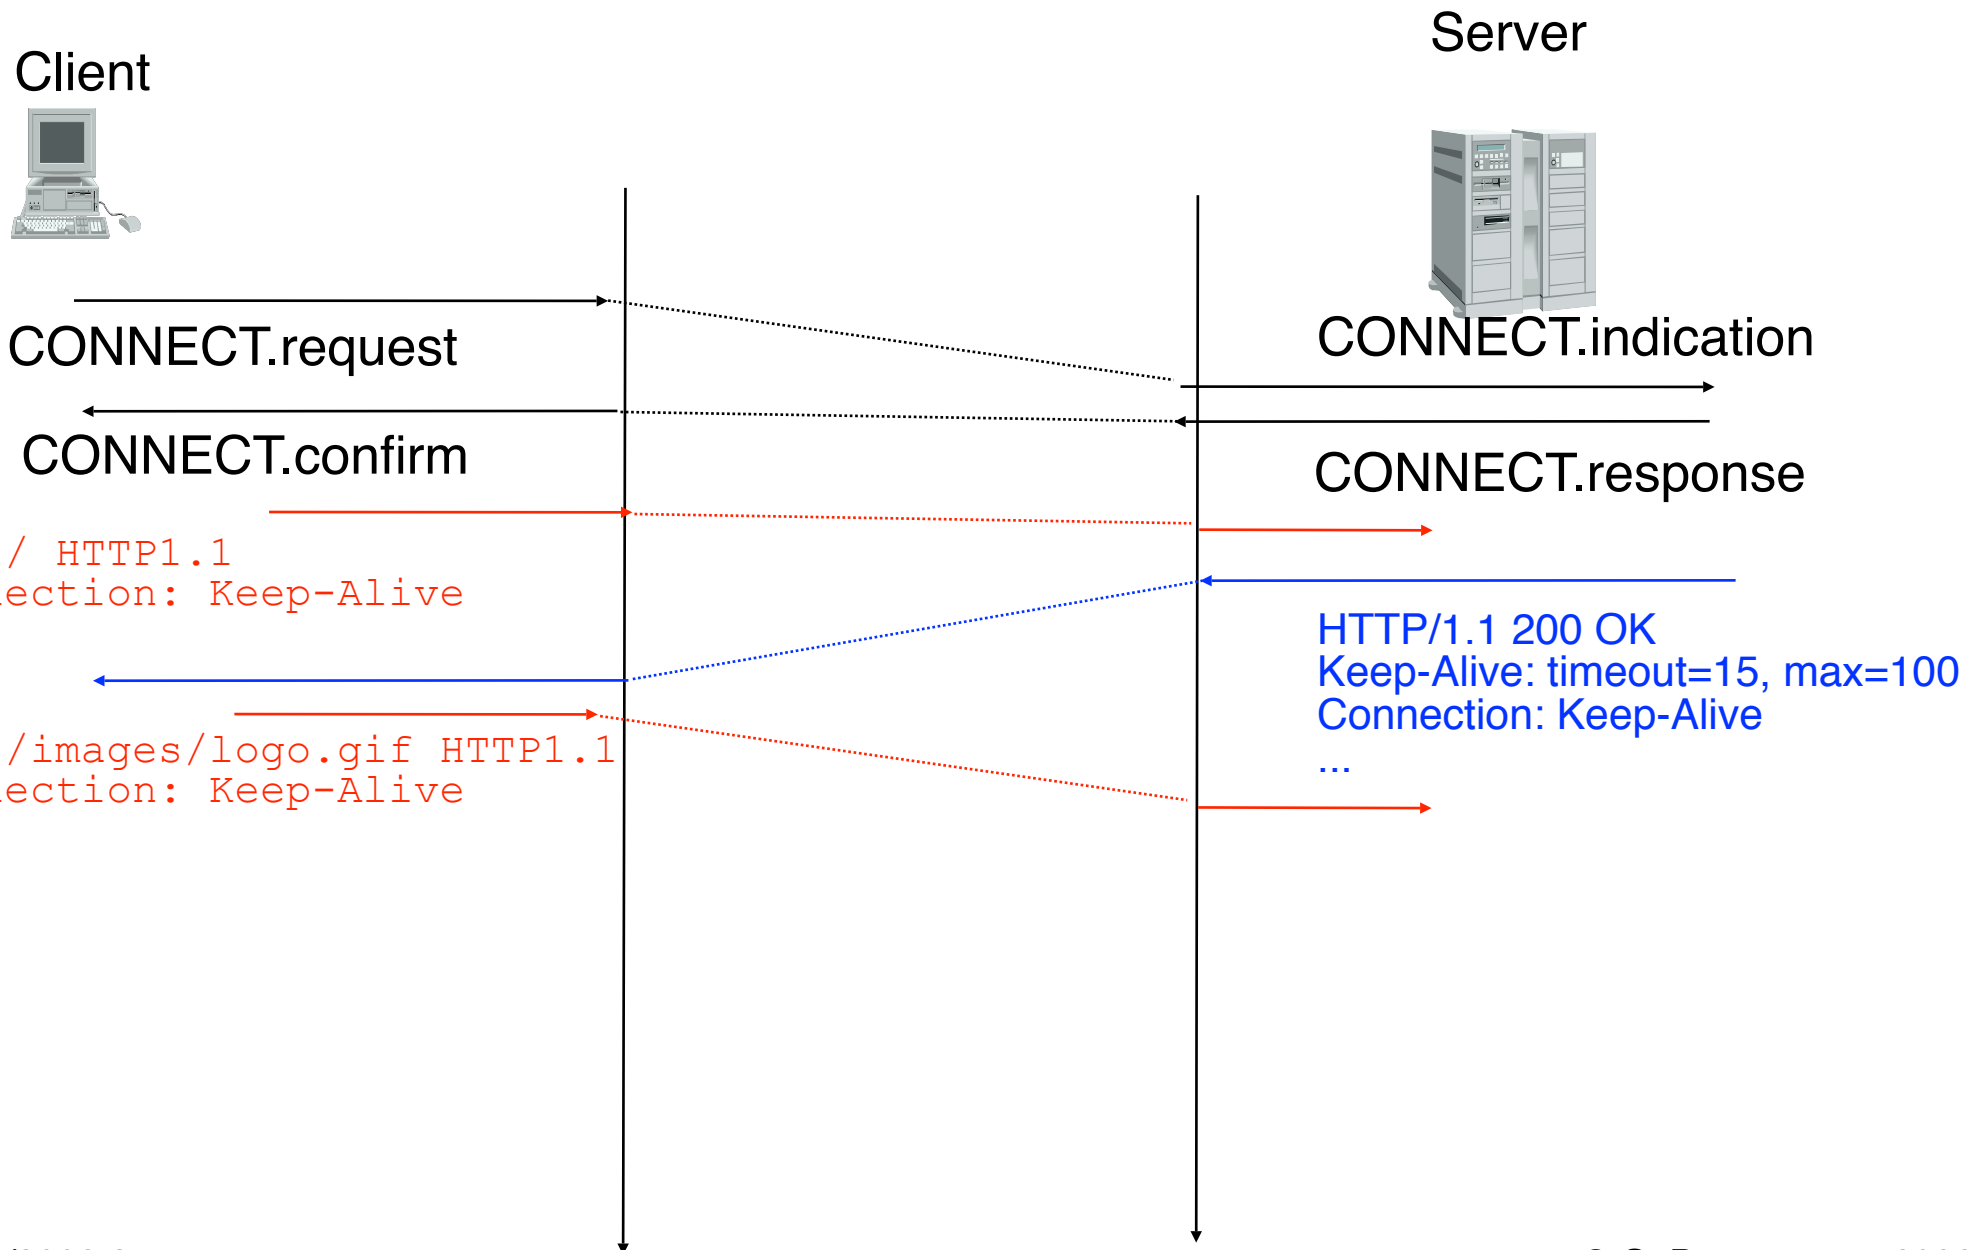 Server
Client
CONNECT.request
CONNECT.indication
CONNECT.confirm
CONNECT.response
/ HTTP1.1
ection: Keep-Alive
HTTP/1.1 200 OK
Keep-Alive: timeout=15, max=100
Connection: Keep-Alive
...
/images/logo.gif HTTP1.1
ection: Keep-Alive